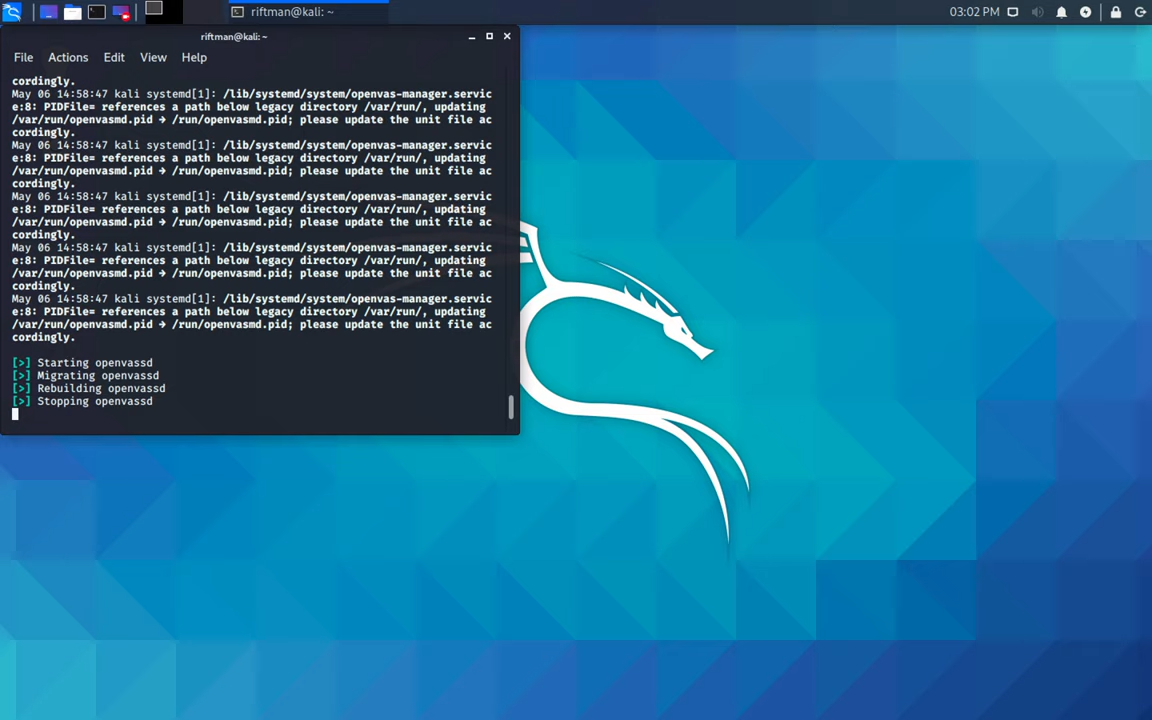 riftman@kali: ~
03:02 PM
riftman@kali:~
File Actions Edit View Help
cordingly.
May 06 14:58:47 kali systemd[1]: /lib/systemd/system/openvas-manager.servic
e:8: PIDFile= references a path below legacy directory /var/run/, updating
/var/run/openvasmd.pid → /run/openvasmd.pid; please update the unit file ac
cordingly.
May 06 14:58:47 kali systemd[1]: /lib/systemd/system/openvas-manager.servic
e:8: PIDFile= references a path below legacy directory /var/run/, updating
/var/run/openvasmd.pid → /run/openvasmd.pid; please update the unit file ac
cordingly.
May 06 14:58:47 kali systemd[1]: /lib/systemd/system/openvas-manager.servic
e:8: PIDFile= references a path below legacy directory /var/run/, updating
/var/run/openvasmd.pid → /run/openvasmd.pid; please update the unit file ac
cordingly.
May 06 14:58:47 kali systemd[1]: /lib/systemd/system/openvas-manager.servic
e:8: PIDFile= references a path below legacy directory /var/run/, updating
/var/run/openvasmd.pid → /run/openvasmd.pid; please update the unit file ac
cordingly.
May 06 14:58:47 kali systemd[1]: /lib/systemd/system/openvas-manager.servic
e:8: PIDFile= references a path below legacy directory /var/run/, updating
/var/run/openvasmd.pid → /run/openvasmd.pid; please update the unit file ac
cordingly.
[>] Starting openvassd
[>] Migrating openvassd
[>] Rebuilding openvassd
[>] Stopping openvassd